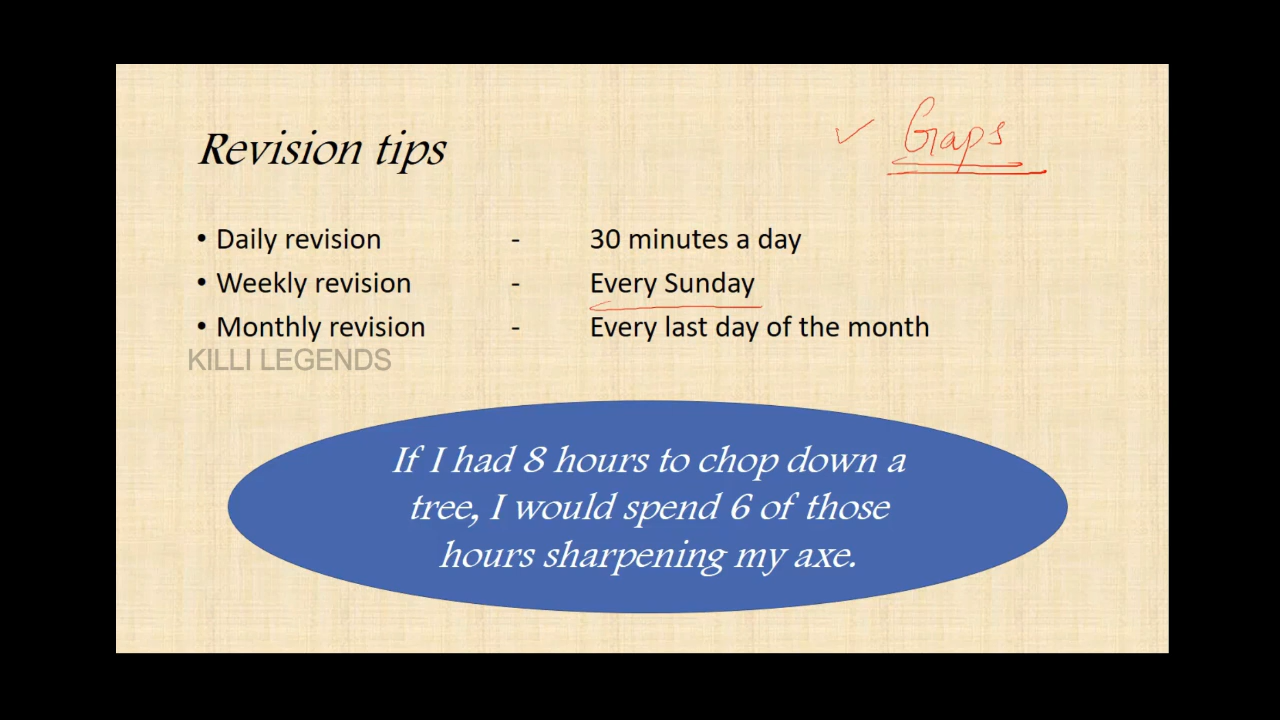 Revision tips
✓ Gaps
• Daily revision - 30 minutes a day
• Weekly revision - Every Sunday
• Monthly revision - Every last day of the month
KILLI LEGENDS
If I had 8 hours to chop down a
tree, I would spend 6 of those
hours sharpening my axe.